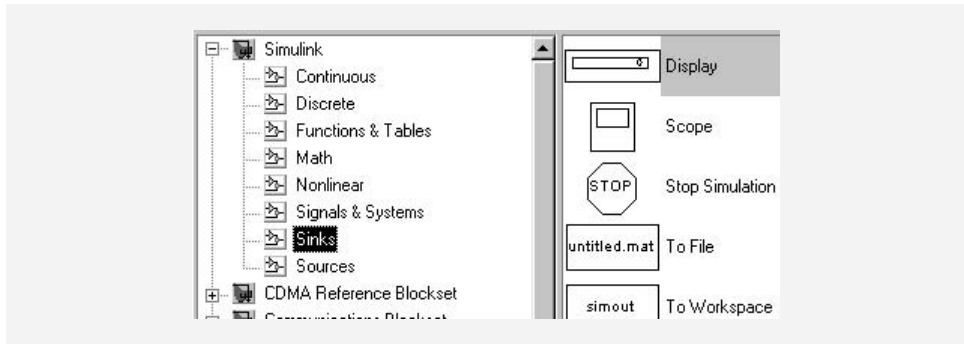 Simulink
Continuous
Discrete
Functions & Tables
Math
Nonlinear
Signals & Systems
Sinks
Sources
CDMA Reference Blockset
0
Display
Scope
STOP
Stop Simulation
untitled.mat
To File
simout
To Workspace